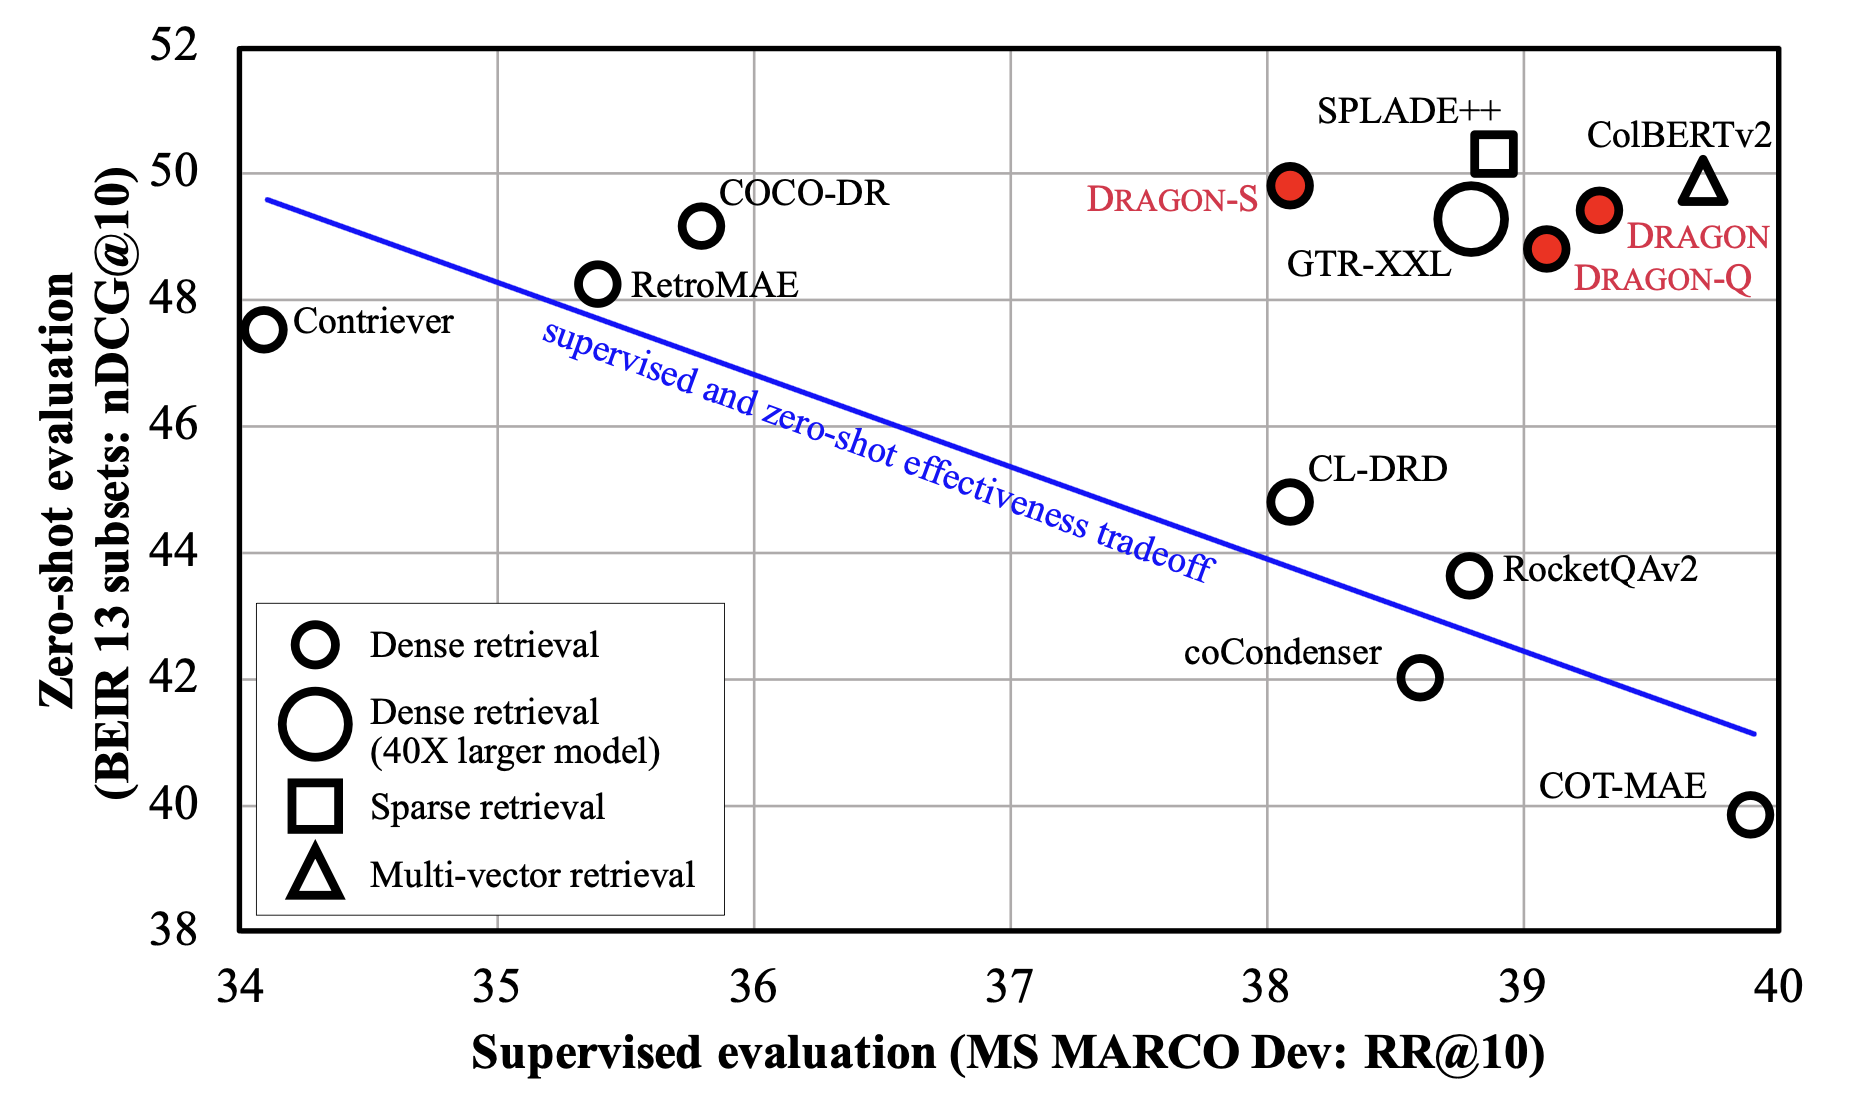 52
50
48
46
44
42
40
38
34
35
36
37
38
39
40
Zero-shot evaluation
(BEIR 13 subsets: nDCG@10)
Supervised evaluation (MS MARCO Dev: RR@10)
SPLADE++
ColBERTv2
COCO-DR
DRAGON-S
DRAGON
GTR-XXL
DRAGON-Q
RetroMAE
Contriever
supervised and zero-shot effectiveness tradeoff
CL-DRD
RocketQAv2
coCondenser
COT-MAE
Dense retrieval
Dense retrieval
(40X larger model)
Sparse retrieval
Multi-vector retrieval